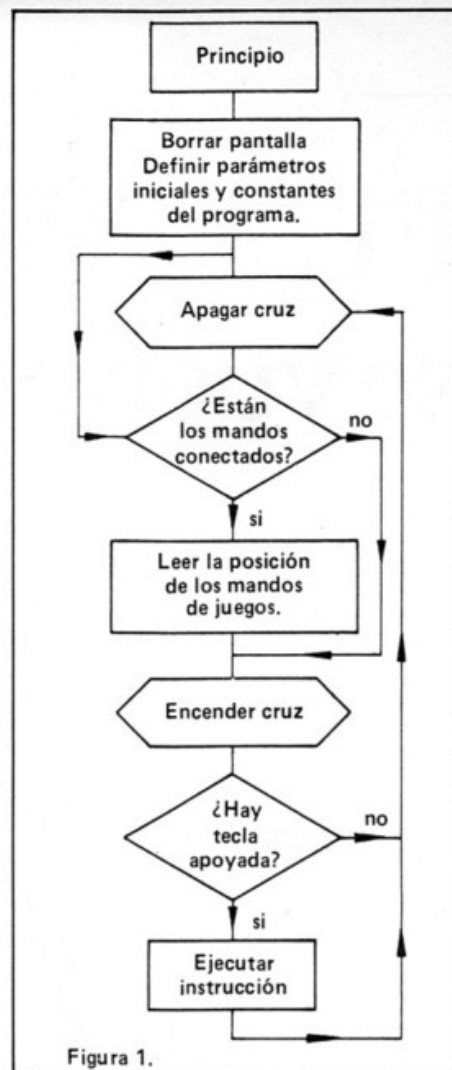 Principio
Borrar pantalla
Definir parámetros
iniciales y constantes
del programa.
Apagar cruz
¿Están
los mandos
conectados?
no
si
Leer la posición
de los mandos
de juegos.
Encender cruz
¿Hay
tecla
apoyada?
no
si
Ejecutar
instrucción
Figura 1.